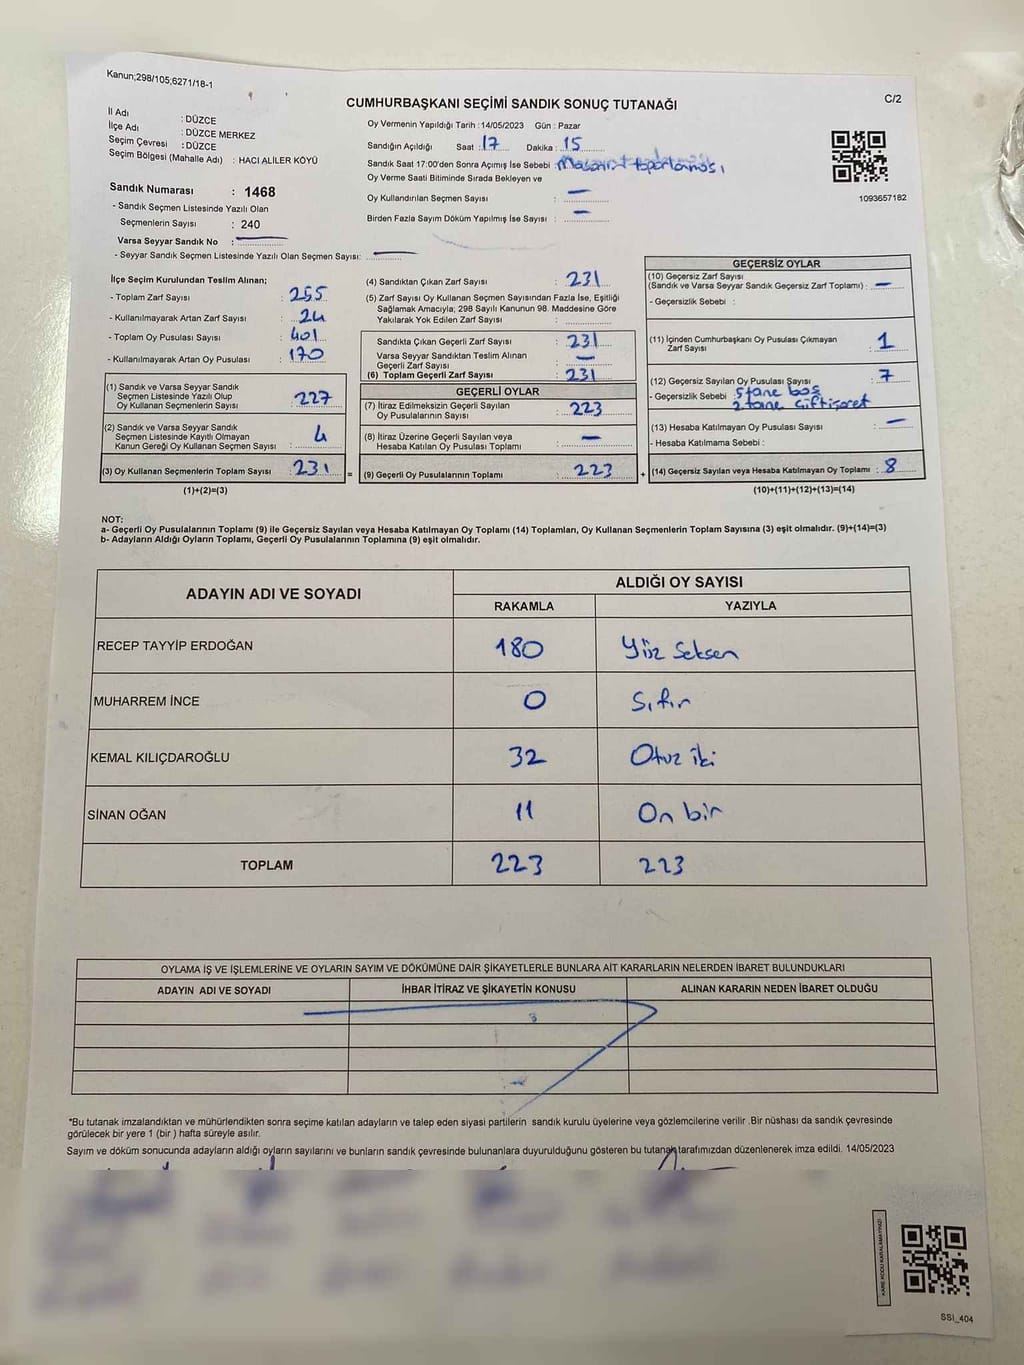 Kanun;298/105;6271/18-1
C/2
CUMHURBAŞKANI SEÇİMİ SANDIK SONUÇ TUTANAĞI
İl Adı : DÜZCE
İlçe Adı : DÜZCE MERKEZ
Seçim Çevresi : DÜZCE
Seçim Bölgesi (Mahalle Adı) : HACI ALİLER KÖYÜ
Sandık Numarası : 1468
- Sandık Seçmen Listesinde Yazılı Olan
Seçmenlerin Sayısı : 240
Varsa Seyyar Sandık No : —
- Seyyar Sandık Seçmen Listesinde Yazılı Olan Seçmen Sayısı: —
Oy Vermenin Yapıldığı Tarih :14/05/2023 Gün : Pazar
Sandığın Açıldığı Saat : 17 Dakika : 15
Sandık Saat 17:00'den Sonra Açımış İse Sebebi : toparlaması
Oy Verme Saati Bitiminde Sırada Bekleyen ve
Oy Kullandırılan Seçmen Sayısı : —
Birden Fazla Sayım Döküm Yapılmış İse Sayısı : —
1093657182
İlçe Seçim Kurulundan Teslim Alınan;
- Toplam Zarf Sayısı : 255
- Kullanılmayarak Artan Zarf Sayısı : 24
- Toplam Oy Pusulası Sayısı : 401
- Kullanılmayarak Artan Oy Pusulası : 170
(1) Sandık ve Varsa Seyyar Sandık
Seçmen Listesinde Yazılı Olup
Oy Kullanan Seçmenlerin Sayısı : 227
(2) Sandık ve Varsa Seyyar Sandık
Seçmen Listesinde Kayıtlı Olmayan
Kanun Gereği Oy Kullanan Seçmen Sayısı : 4
(3) Oy Kullanan Seçmenlerin Toplam Sayısı : 231 =
(1)+(2)=(3)
(4) Sandıktan Çıkan Zarf Sayısı : 231
(5) Zarf Sayısı Oy Kullanan Seçmen Sayısından Fazla İse, Eşitliği
Sağlamak Amacıyla; 298 Sayılı Kanunun 98. Maddesine Göre
Yakılarak Yok Edilen Zarf Sayısı :
Sandıkta Çıkan Geçerli Zarf Sayısı : 231
Varsa Seyyar Sandıktan Teslim Alınan
Geçerli Zarf Sayısı : —
(6) Toplam Geçerli Zarf Sayısı : 231
GEÇERLİ OYLAR
(7) İtiraz Edilmeksizin Geçerli Sayılan
Oy Pusulalarının Sayısı : 223
(8) İtiraz Üzerine Geçerli Sayılan veya
Hesaba Katılan Oy Pusulası Toplamı : —
(9) Geçerli Oy Pusulalarının Toplamı : 223 +
GEÇERSİZ OYLAR
(10) Geçersiz Zarf Sayısı
(Sandık ve Varsa Seyyar Sandık Geçersiz Zarf Toplamı) : —
- Geçersizlik Sebebi :
(11) İçinden Cumhurbaşkanı Oy Pusulası Çıkmayan
Zarf Sayısı : 1
(12) Geçersiz Sayılan Oy Pusulası Sayısı : 7
- Geçersizlik Sebebi : 5 tane boş
2 tane çift işaret
(13) Hesaba Katılmayan Oy Pusulası Sayısı : —
- Hesaba Katılmama Sebebi :
(14) Geçersiz Sayılan veya Hesaba Katılmayan Oy Toplamı : 8
(10)+(11)+(12)+(13)=(14)
NOT:
a- Geçerli Oy Pusulalarının Toplamı (9) ile Geçersiz Sayılan veya Hesaba Katılmayan Oy Toplamı (14) Toplamları, Oy Kullanan Seçmenlerin Toplam Sayısına (3) eşit olmalıdır. (9)+(14)=(3)
b- Adayların Aldığı Oyların Toplamı, Geçerli Oy Pusulalarının Toplamına (9) eşit olmalıdır.
ADAYIN ADI VE SOYADI ALDIĞI OY SAYISI
RAKAMLA YAZIYLA
RECEP TAYYİP ERDOĞAN 180 Yüz Seksen
MUHARREM İNCE 0 Sıfır
KEMAL KILIÇDAROĞLU 32 Otuz iki
SİNAN OĞAN 11 On bir
TOPLAM 223 223
OYLAMA İŞ VE İŞLEMLERİNE VE OYLARIN SAYIM VE DÖKÜMÜNE DAİR ŞİKAYETLERLE BUNLARA AİT KARARLARIN NELERDEN İBARET BULUNDUKLARI
ADAYIN ADI VE SOYADI İHBAR İTİRAZ VE ŞİKAYETİN KONUSU ALINAN KARARIN NEDEN İBARET OLDUĞU
*Bu tutanak imzalandıktan ve mühürlendikten sonra seçime katılan adayların ve talep eden siyasi partilerin sandık kurulu üyelerine veya gözlemcilerine verilir .Bir nüshası da sandık çevresinde
görülecek bir yere 1 (bir ) hafta süreyle asılır.
Sayım ve döküm sonucunda adayların aldığı oyların sayılarını ve bunların sandık çevresinde bulunanlara duyurulduğunu gösteren bu tutanak tarafımızdan düzenlenerek imza edildi. 14/05/2023
KARE KODU KARALAMAYINIZ!
SSI_404